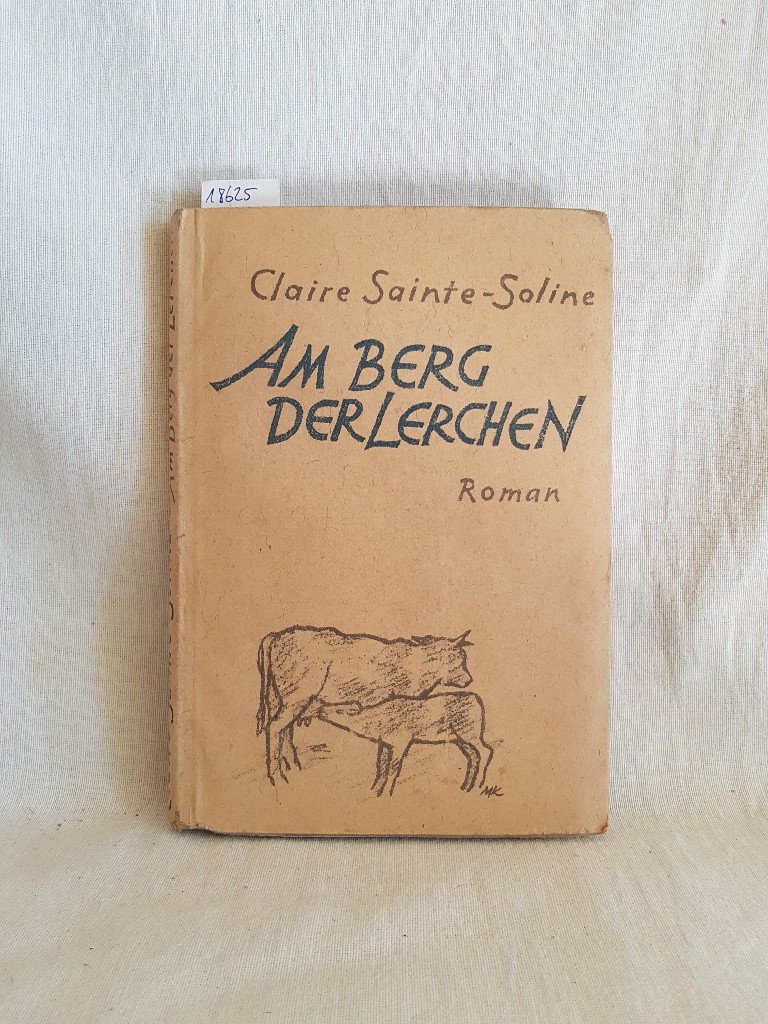 18625
Claire Sainte-Soline
AM BERG
DER LERCHEN
Roman
MK